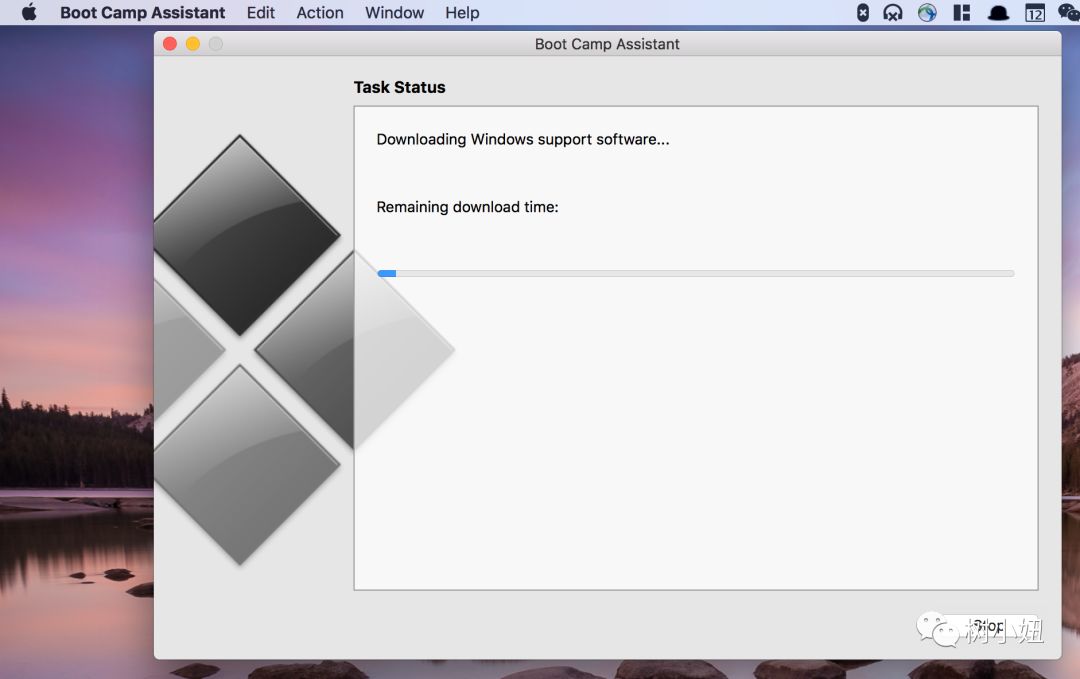 Boot Camp Assistant Edit Action Window Help 12
Boot Camp Assistant
Task Status
Downloading Windows support software...
Remaining download time:
Stop
树小妞